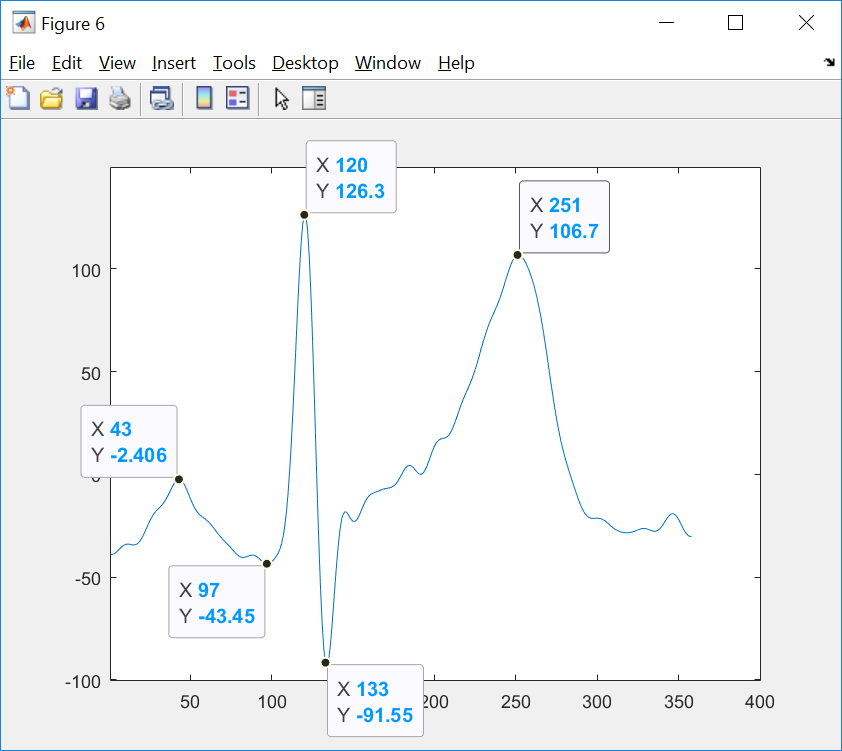 Figure 6
File Edit View Insert Tools Desktop Window Help
X 120
Y 126.3
X 251
Y 106.7
100
50
X 43
Y -2.406
0
-50
X 97
Y -43.45
-100
X 133
Y -91.55
50 100 200 250 300 350 400